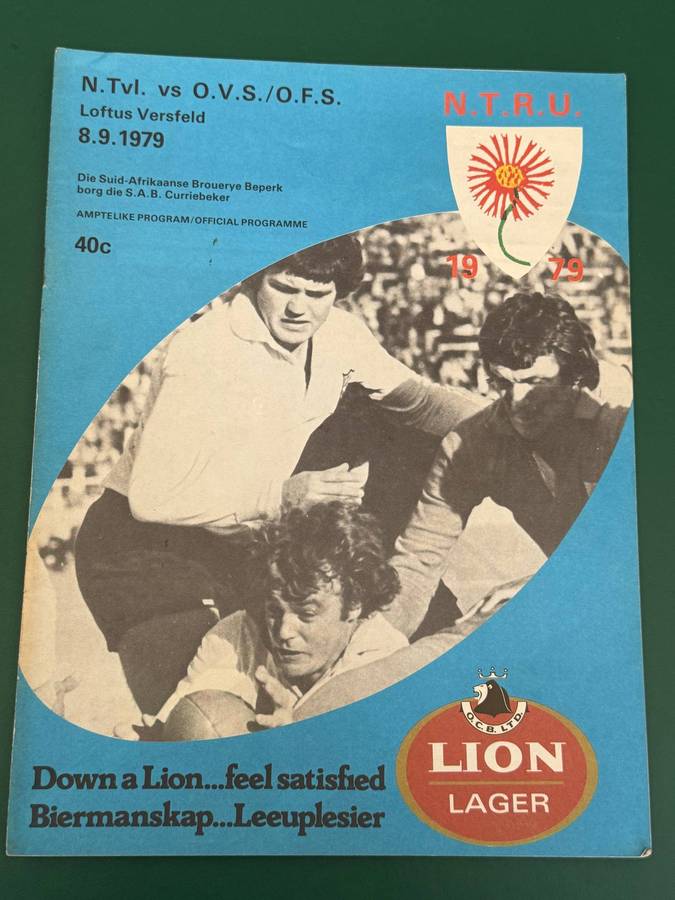 N.Tvl. vs O.V.S./O.F.S.
Loftus Versfeld
8.9.1979
Die Suid-Afrikaanse Brouerye Beperk
borg die S.A.B. Curriebeker
AMPTELIKE PROGRAM/OFFICIAL PROGRAMME
40c
N.T.R.U.
19 79
O.C.B. LTD.
LION
LAGER
Down a Lion...feel satisfied
Biermanskap...Leeuplesier